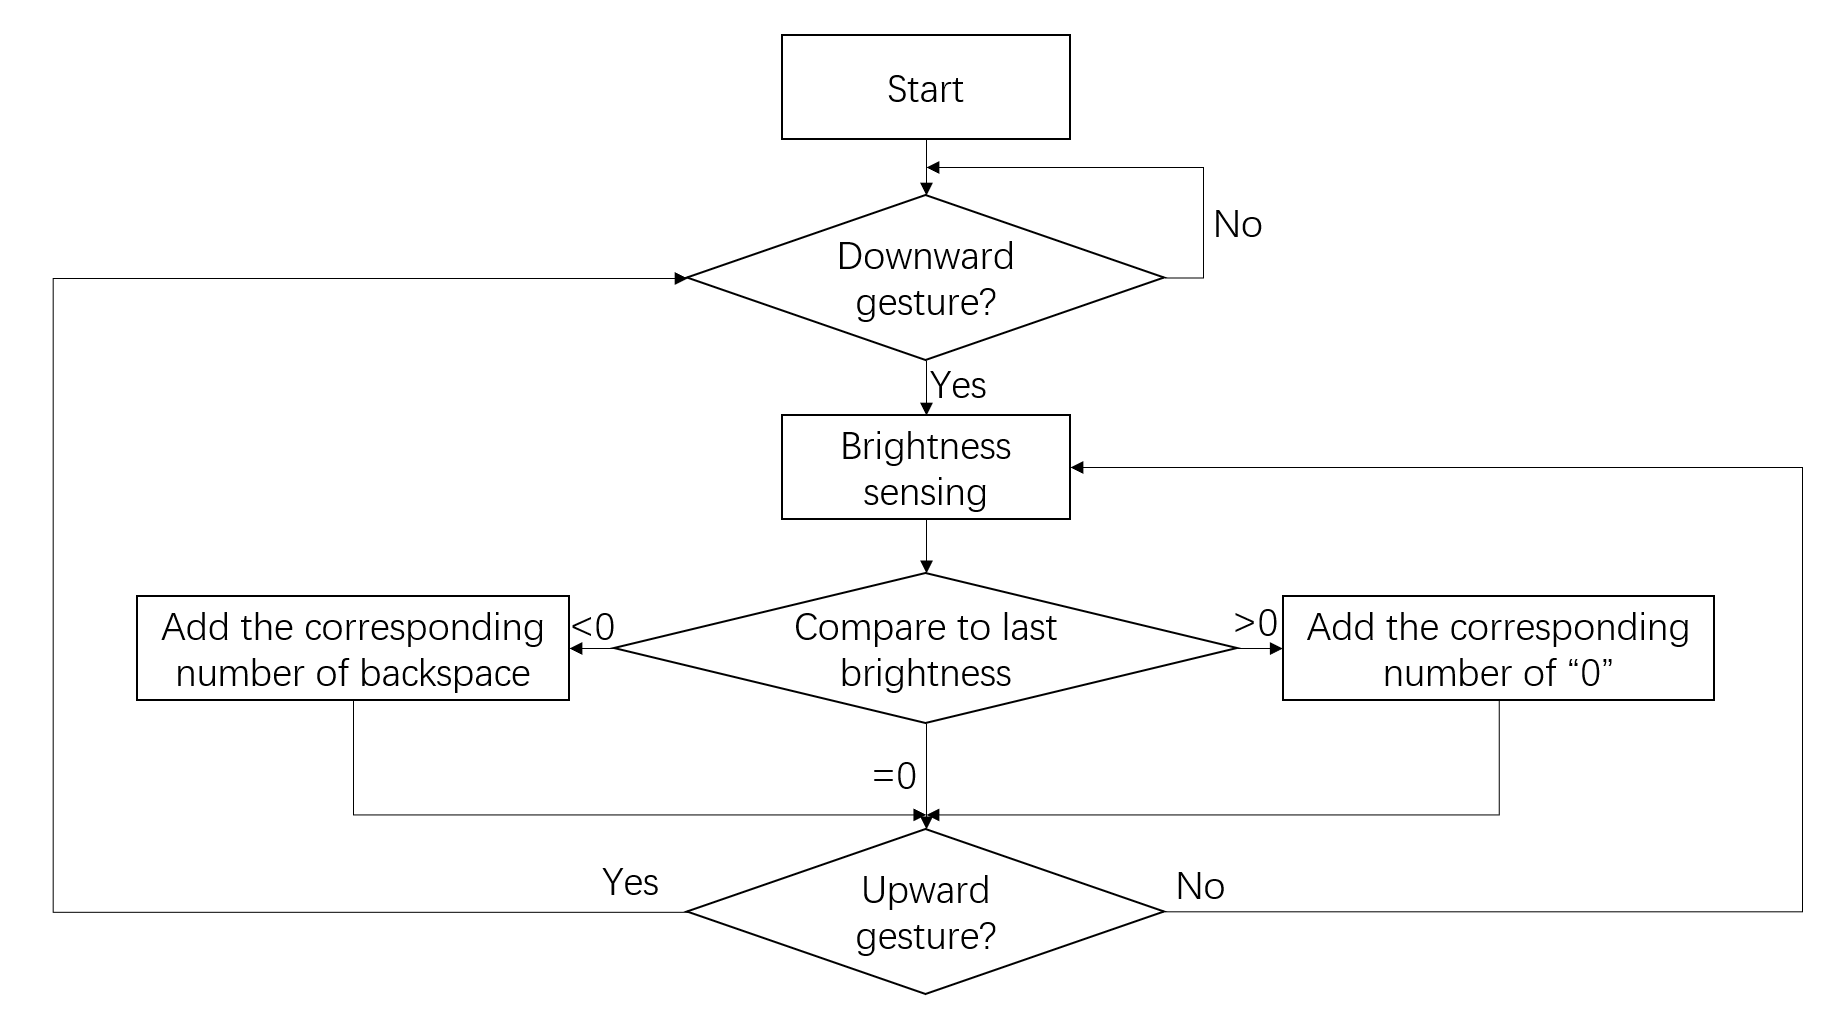 Start
No
Downward
gesture?
Yes
Brightness
sensing
Add the corresponding
number of backspace
<0
Compare to last
brightness
>0
Add the corresponding
number of “0”
=0
Yes
Upward
gesture?
No